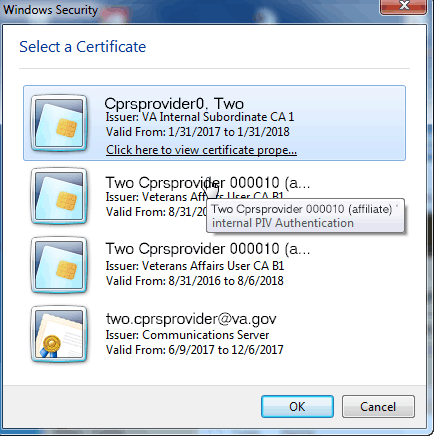 Windows Security
Select a Certificate
Cprsprovider0, Two
Issuer: VA Internal Subordinate CA 1
Valid From: 1/31/2017 to 1/31/2018
Click here to view certificate prope...
Two Cprsprovider 000010 (a...
Issuer: Veterans Affairs User CA B1
Valid From: 8/31/20
Two Cprsprovider 000010 (affiliate)
internal PIV Authentication
Two Cprsprovider 000010 (a...
Issuer: Veterans Affairs User CA B1
Valid From: 8/31/2016 to 8/6/2018
two.cprsprovider@va.gov
Issuer: Communications Server
Valid From: 6/9/2017 to 12/6/2017
OK
Cancel